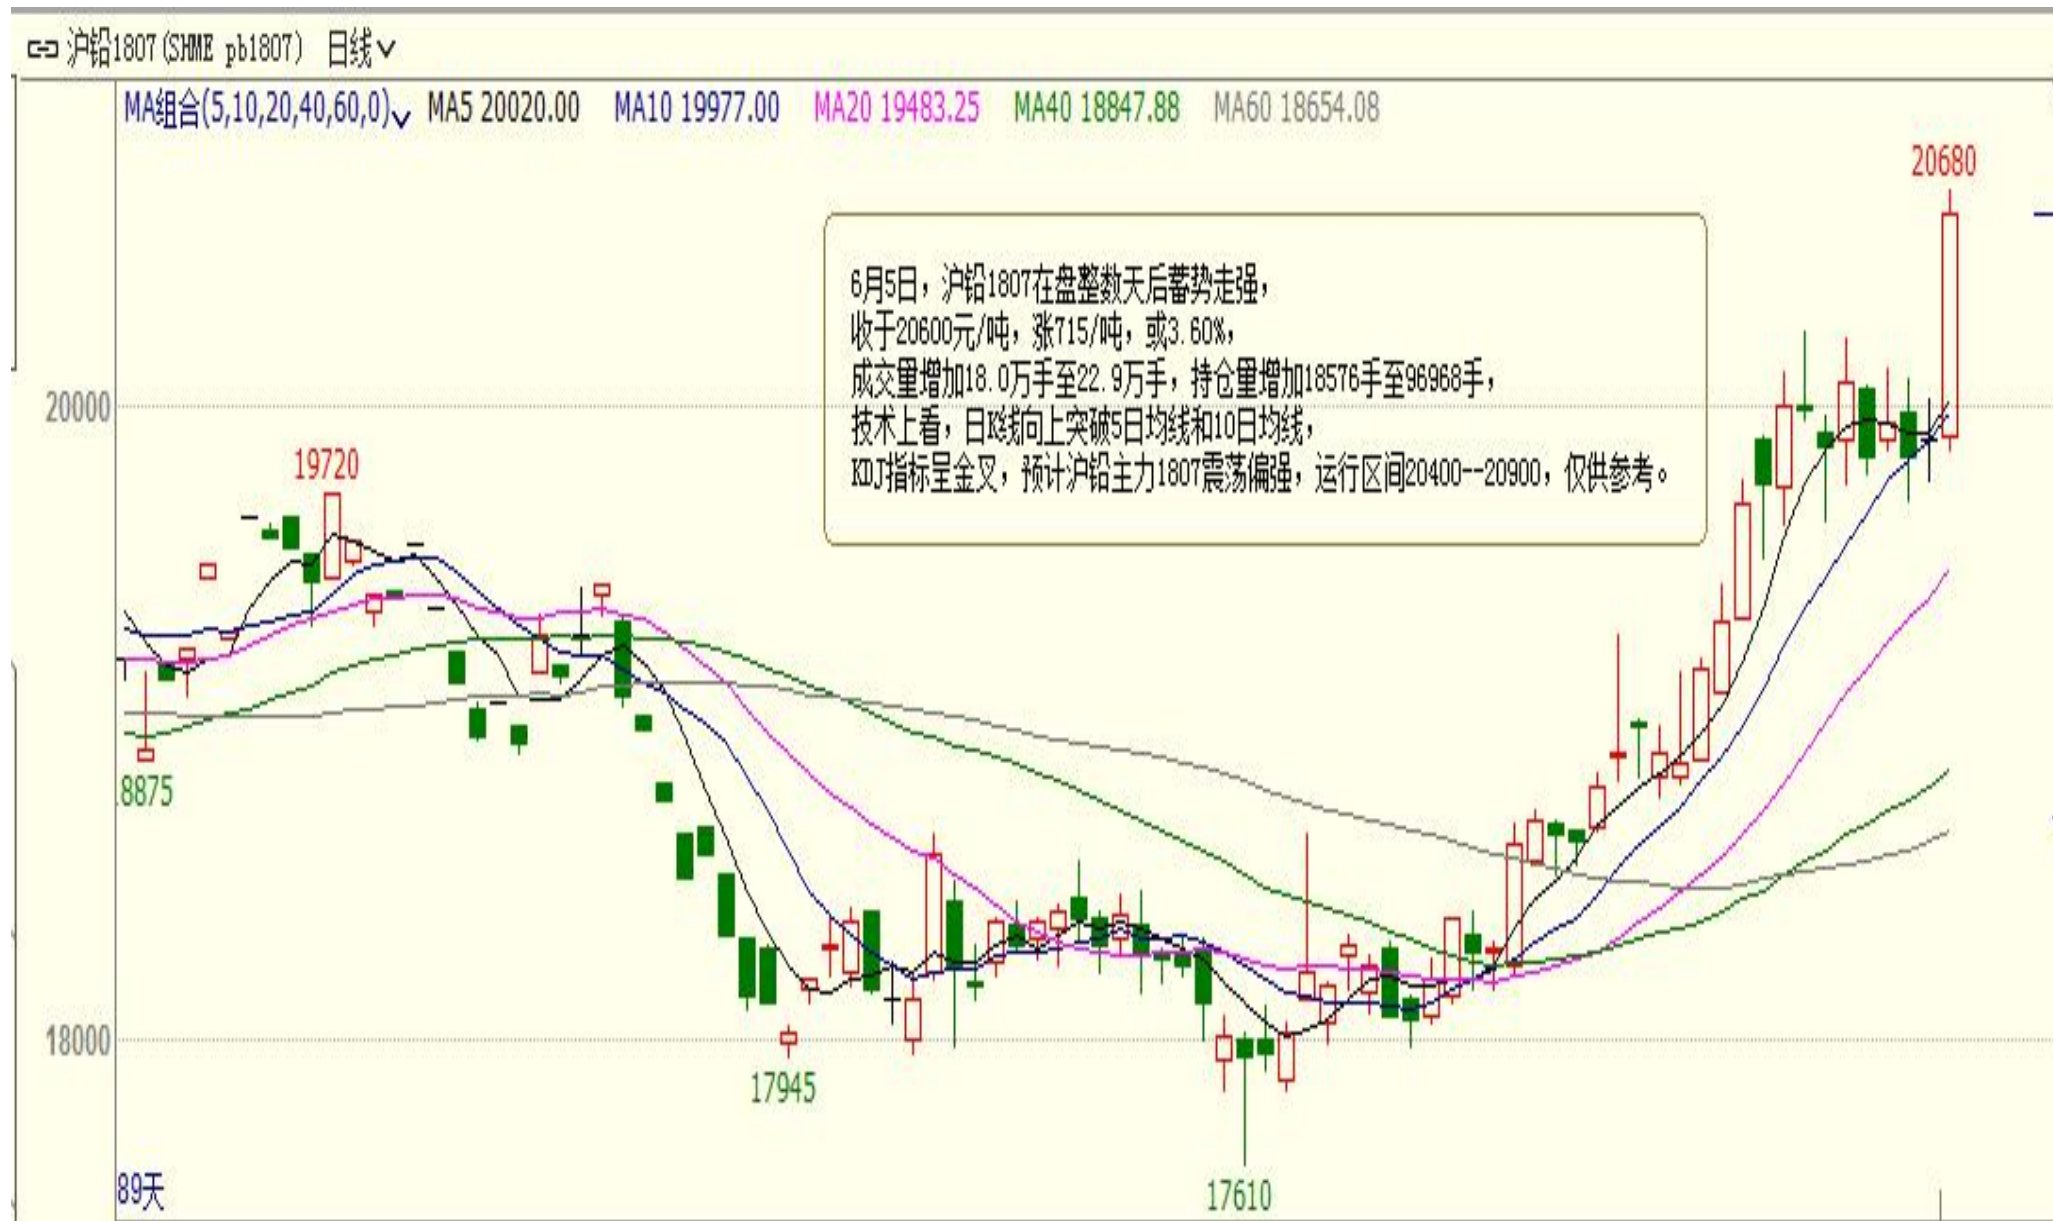 沪铅1807(SHME pb1807) 日线
MA组合(5,10,20,40,60,0) MA5 20020.00 MA10 19977.00 MA20 19483.25 MA40 18847.88 MA60 18654.08
20680
6月5日，沪铅1807在盘整数天后蓄势走强，
收于20600元/吨，涨715/吨，或3.60%，
成交量增加18.0万手至22.9万手，持仓量增加18576手至96968手，
技术上看，日K线向上突破5日均线和10日均线，
KDJ指标呈金叉，预计沪铅主力1807震荡偏强，运行区间20400--20900，仅供参考。
20000
19720
8875
18000
17945
17610
89天